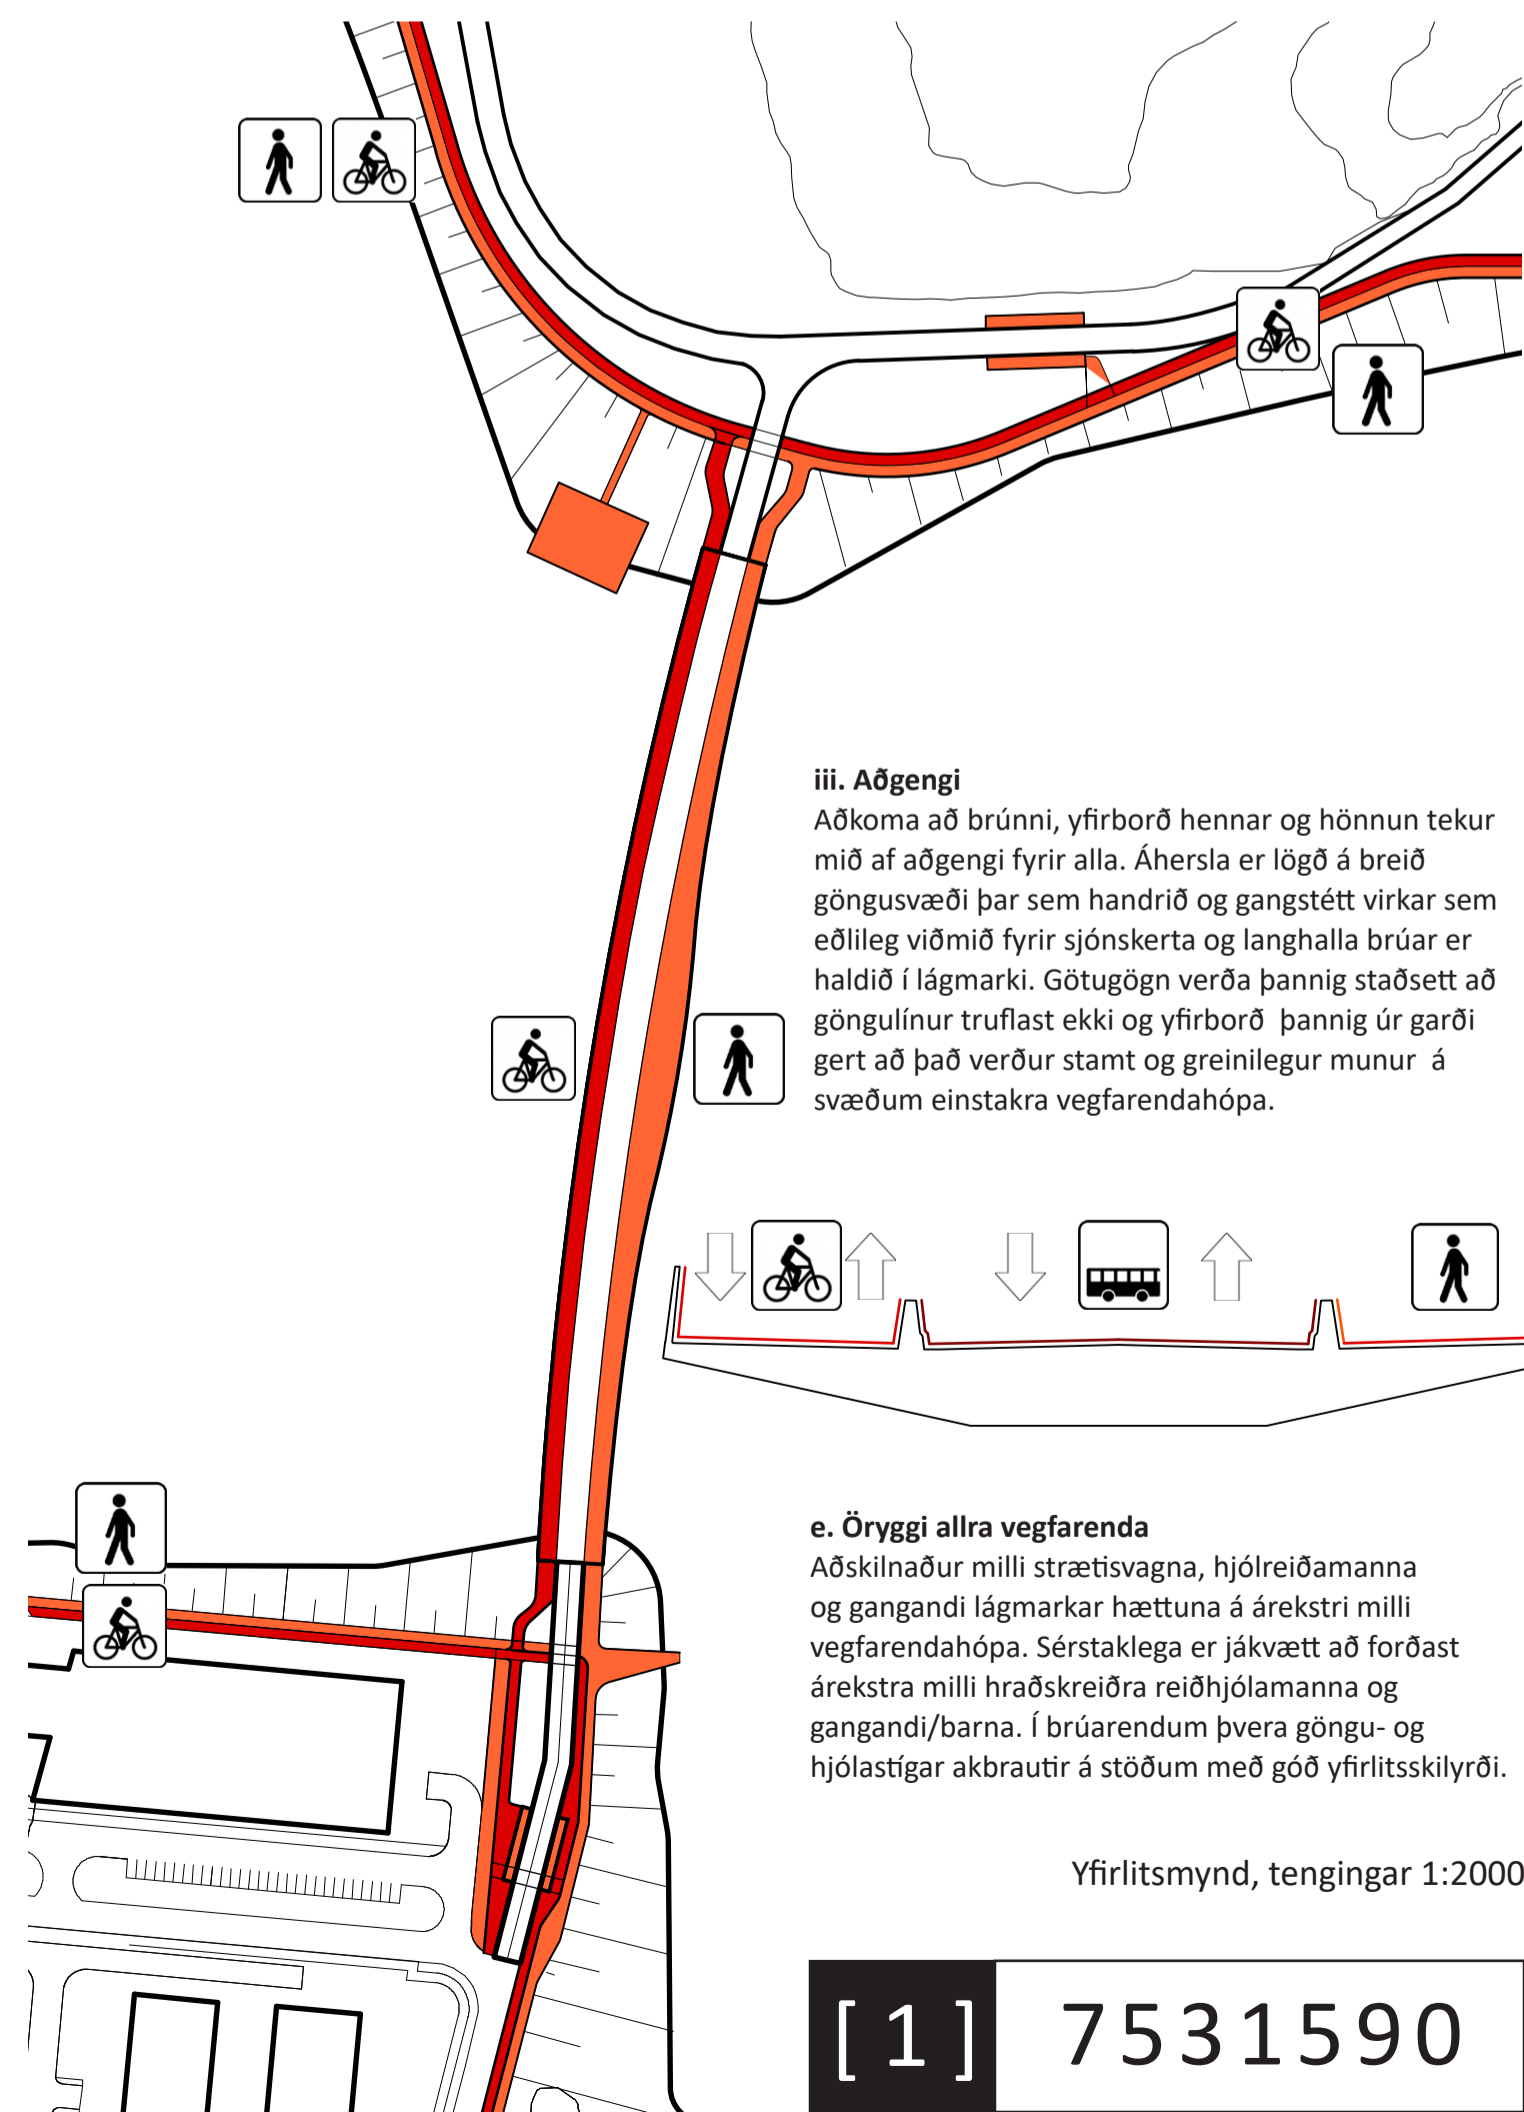 iii. Aðgengi
Aðkoma að brúnni, yfirborð hennar og hönnun tekur
mið af aðgengi fyrir alla. Áhersla er lögð á breið
göngusvæði þar sem handrið og gangstétt virkar sem
eðlileg viðmið fyrir sjónskerta og langhalla brúar er
haldið í lágmarki. Götugögn verða þannig staðsett að
göngulínur truflast ekki og yfirborð  þannig úr garði
gert að það verður stamt og greinilegur munur  á
svæðum einstakra vegfarendahópa.
e. Öryggi allra vegfarenda
Aðskilnaður milli strætisvagna, hjólreiðamanna
og gangandi lágmarkar hættuna á árekstri milli
vegfarendahópa. Sérstaklega er jákvætt að forðast
árekstra milli hraðskreiðra reiðhjólamanna og
gangandi/barna. Í brúarendum þvera göngu- og
hjólastígar akbrautir á stöðum með góð yfirlitsskilyrði.
Yfirlitsmynd, tengingar 1:2000
[ 1 ] 7531590